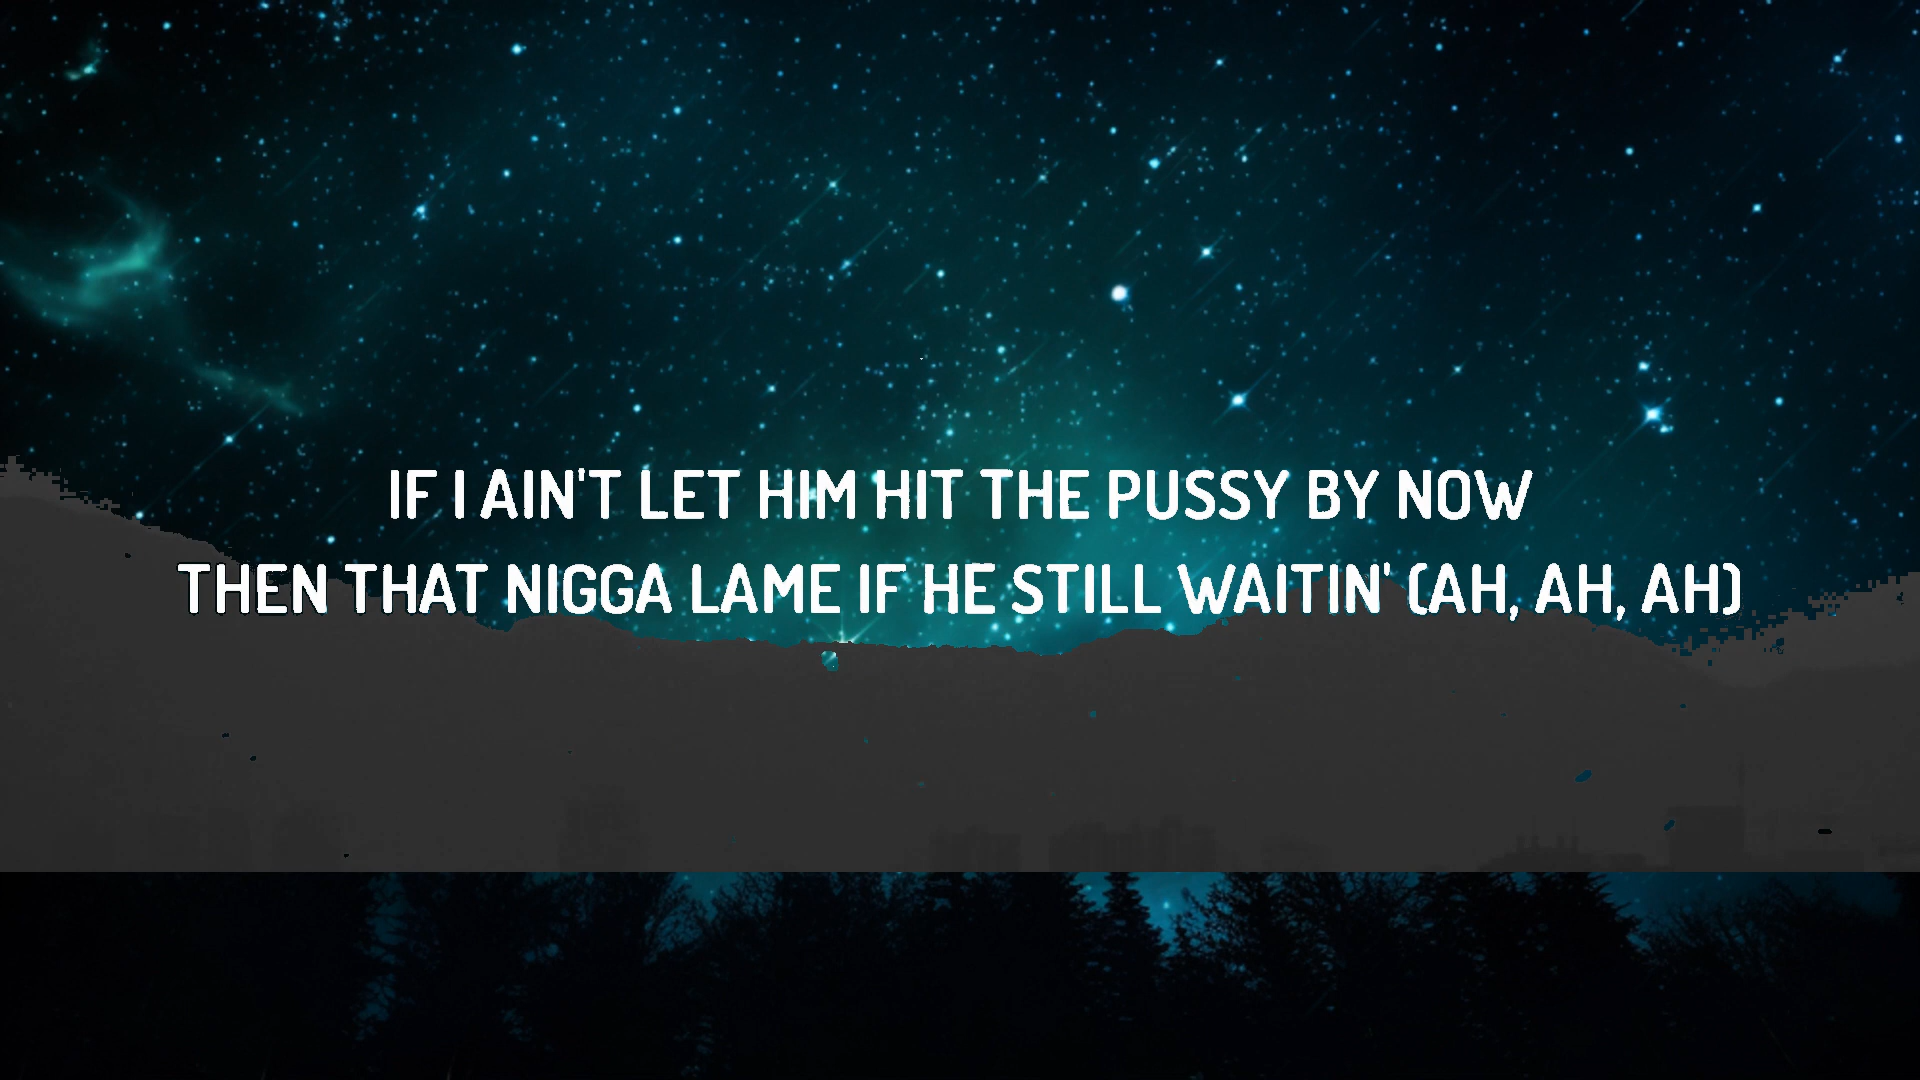 IF I AIN'T LET HIM HIT THE PUSSY BY NOW
THEN THAT NIGGA LAME IF HE STILL WAITIN' (AH, AH, AH)